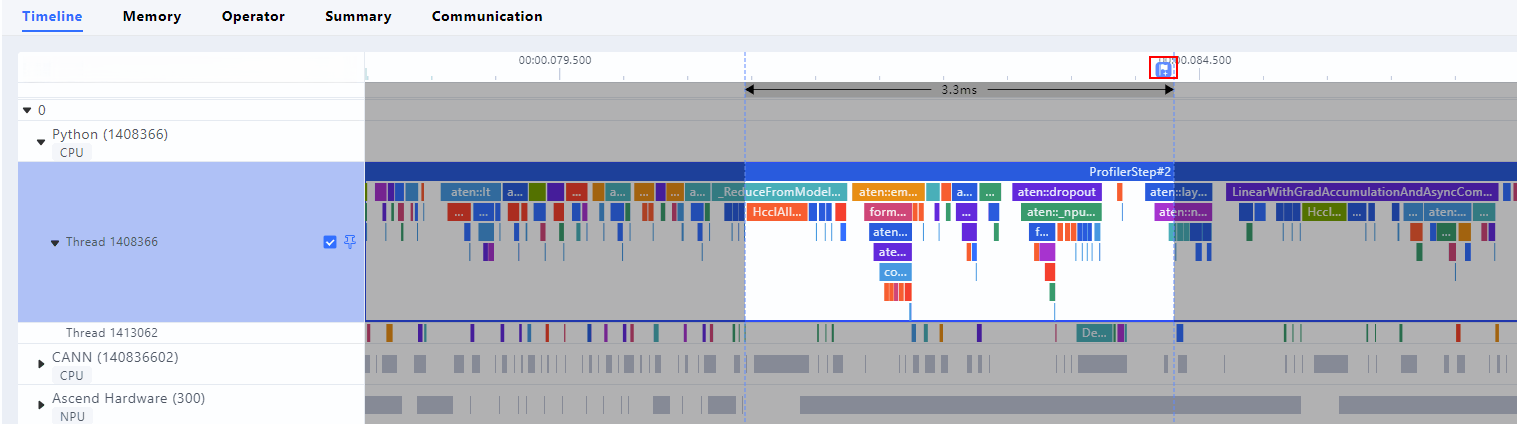 Timeline Memory Operator Summary Communication
00:00.079.500 00:00.084.500
3.3ms
0
Python (1408366)
CPU
ProfilerStep#2
aten::lt a... ... a... ... ... a... _ReduceFromModel... aten::em... a... ... aten::dropout aten::lay... LinearWithGradAccumulationAndAsyncCom...
... ... ... ... HcclAll... form... ... aten::_npu... aten::n... Hccl... ... ... aten:... ...
Thread 1408366
aten... f... ...
ate...
co...
Thread 1413062 De...
CANN (140836602)
CPU
Ascend Hardware (300)
NPU